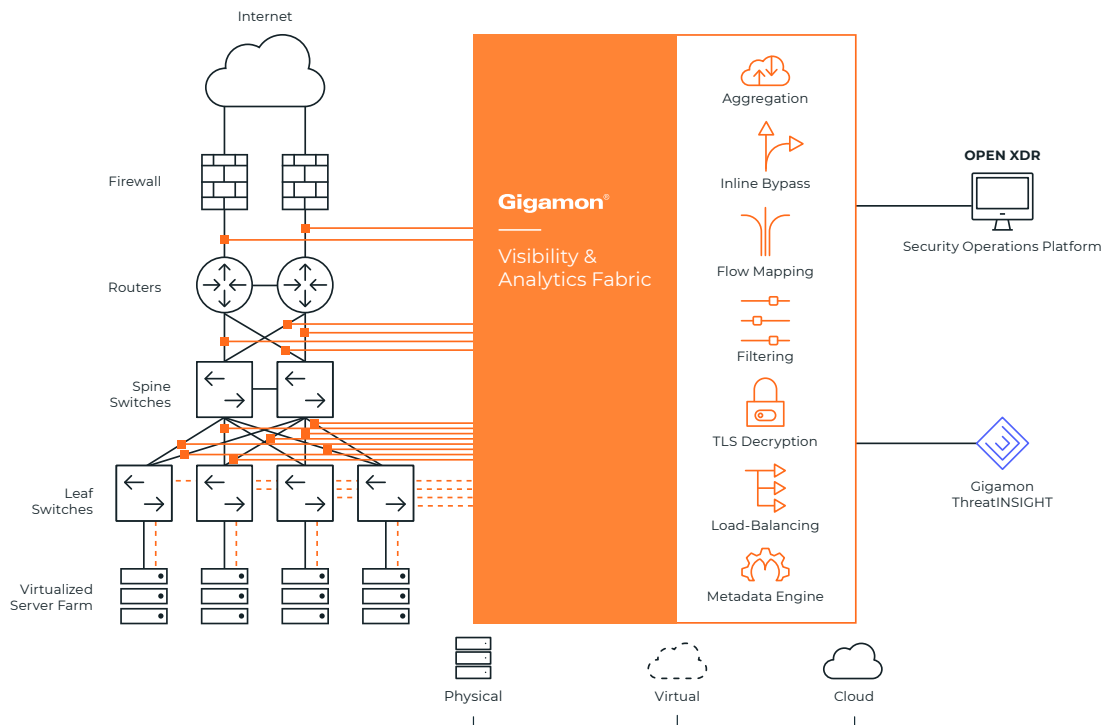 Internet
Firewall
Routers
Spine
Switches
Leaf
Switches
Virtualized
Server Farm
Gigamon®
Visibility &
Analytics Fabric
Aggregation
Inline Bypass
Flow Mapping
Filtering
TLS Decryption
Load-Balancing
Metadata Engine
OPEN XDR
Security Operations Platform
Gigamon
ThreatINSIGHT
Physical
Virtual
Cloud